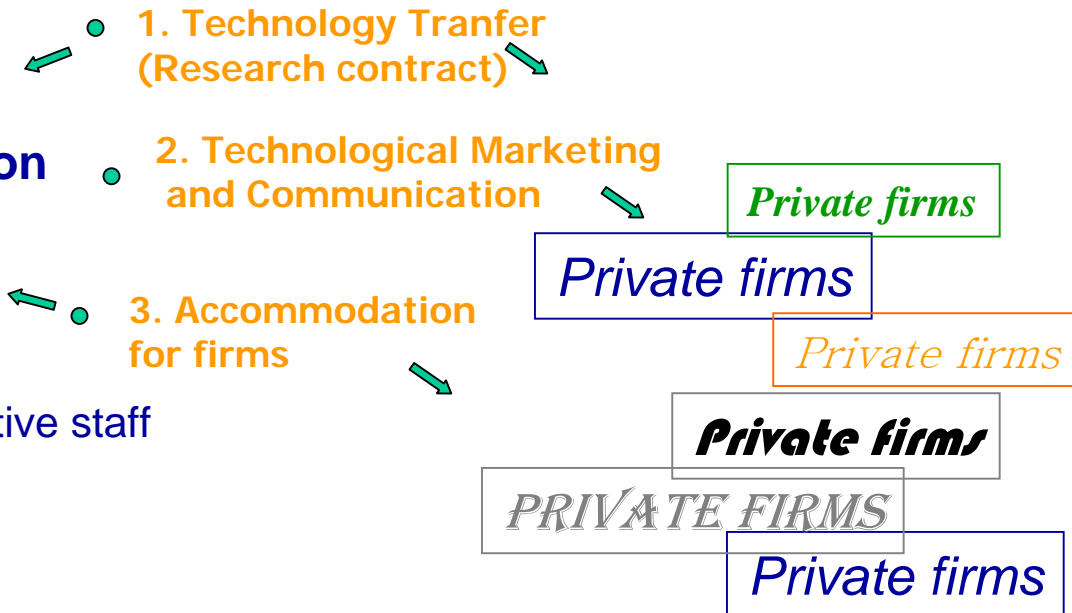 1. Technology Tranfer
(Research contract)
on
2. Technological Marketing
and Communication
Private firms
Private firms
3. Accommodation
for firms
Private firms
tive staff
Private firms
PRIVATE FIRMS
Private firms